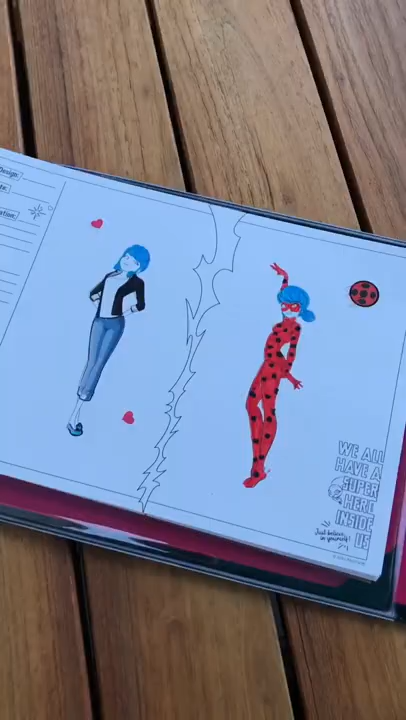 Design:
WE ALL
HAVE A
SUPER
HERO
INSIDE
US
Just believe
in yourself!